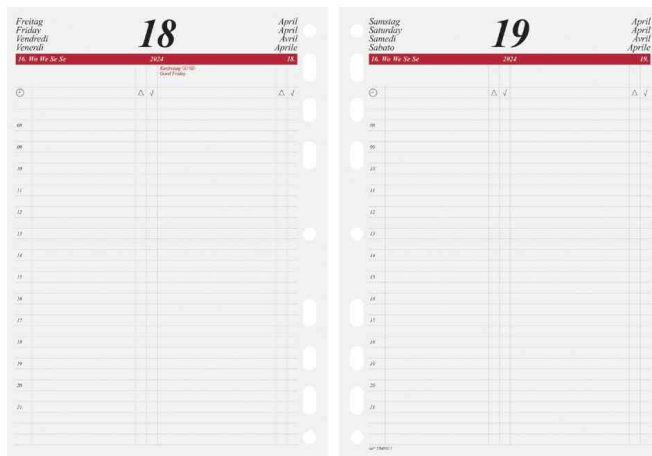 Freitag
Friday
Vendredi
Venerdì
18
April
April
Avril
Aprile
16. Wo We Se Se 2024 18.
Good Friday
08
09
10
11
12
13
14
15
16
17
18
19
20
21
Samstag
Saturday
Samedi
Sabato
19
April
April
Avril
Aprile
16. Wo We Se Se 2024 19.
08
09
10
11
12
13
14
15
16
17
18
19
20
21